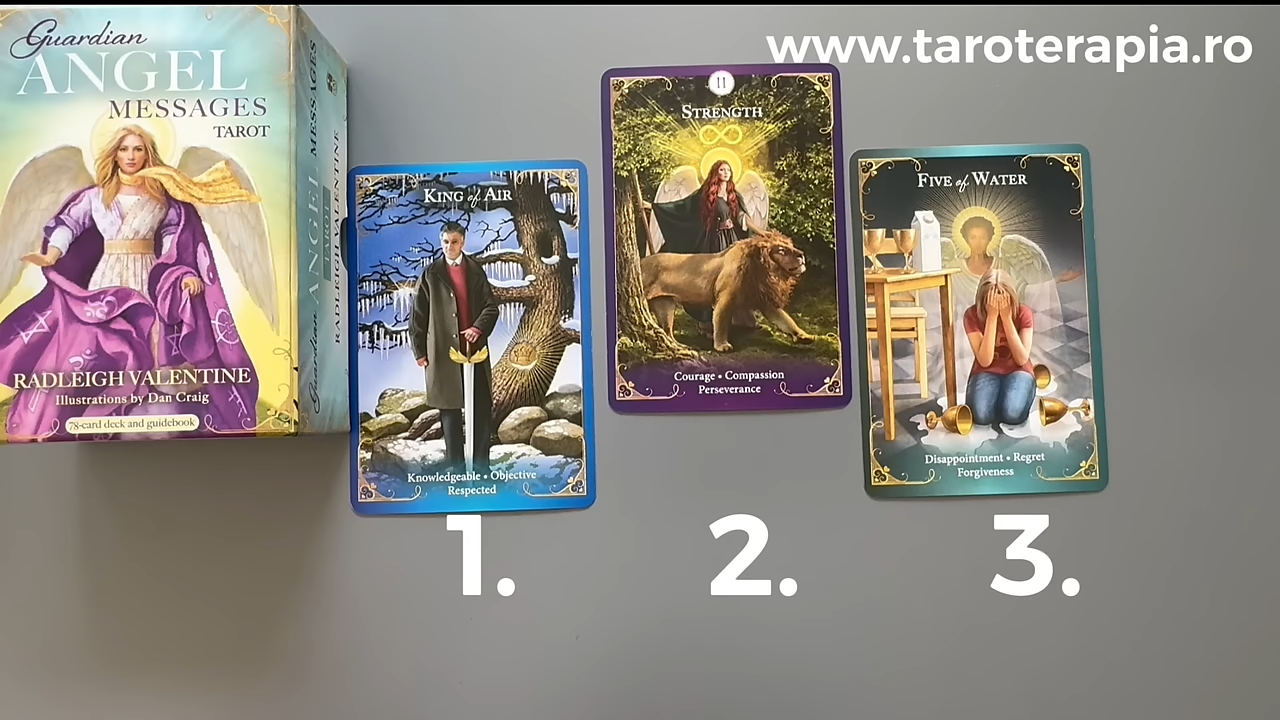 www.taroterapia.ro
Guardian
ANGEL
MESSAGES
TAROT
RADLEIGH VALENTINE
Illustrations by Dan Craig
78-card deck and guidebook
Guardian ANGEL MESSAGES
TAROT
RADLEIGH VALENTINE
KING of AIR
Knowledgeable • Objective
Respected
11
STRENGTH
Courage • Compassion
Perseverance
FIVE of WATER
Disappointment • Regret
Forgiveness
1.
2.
3.